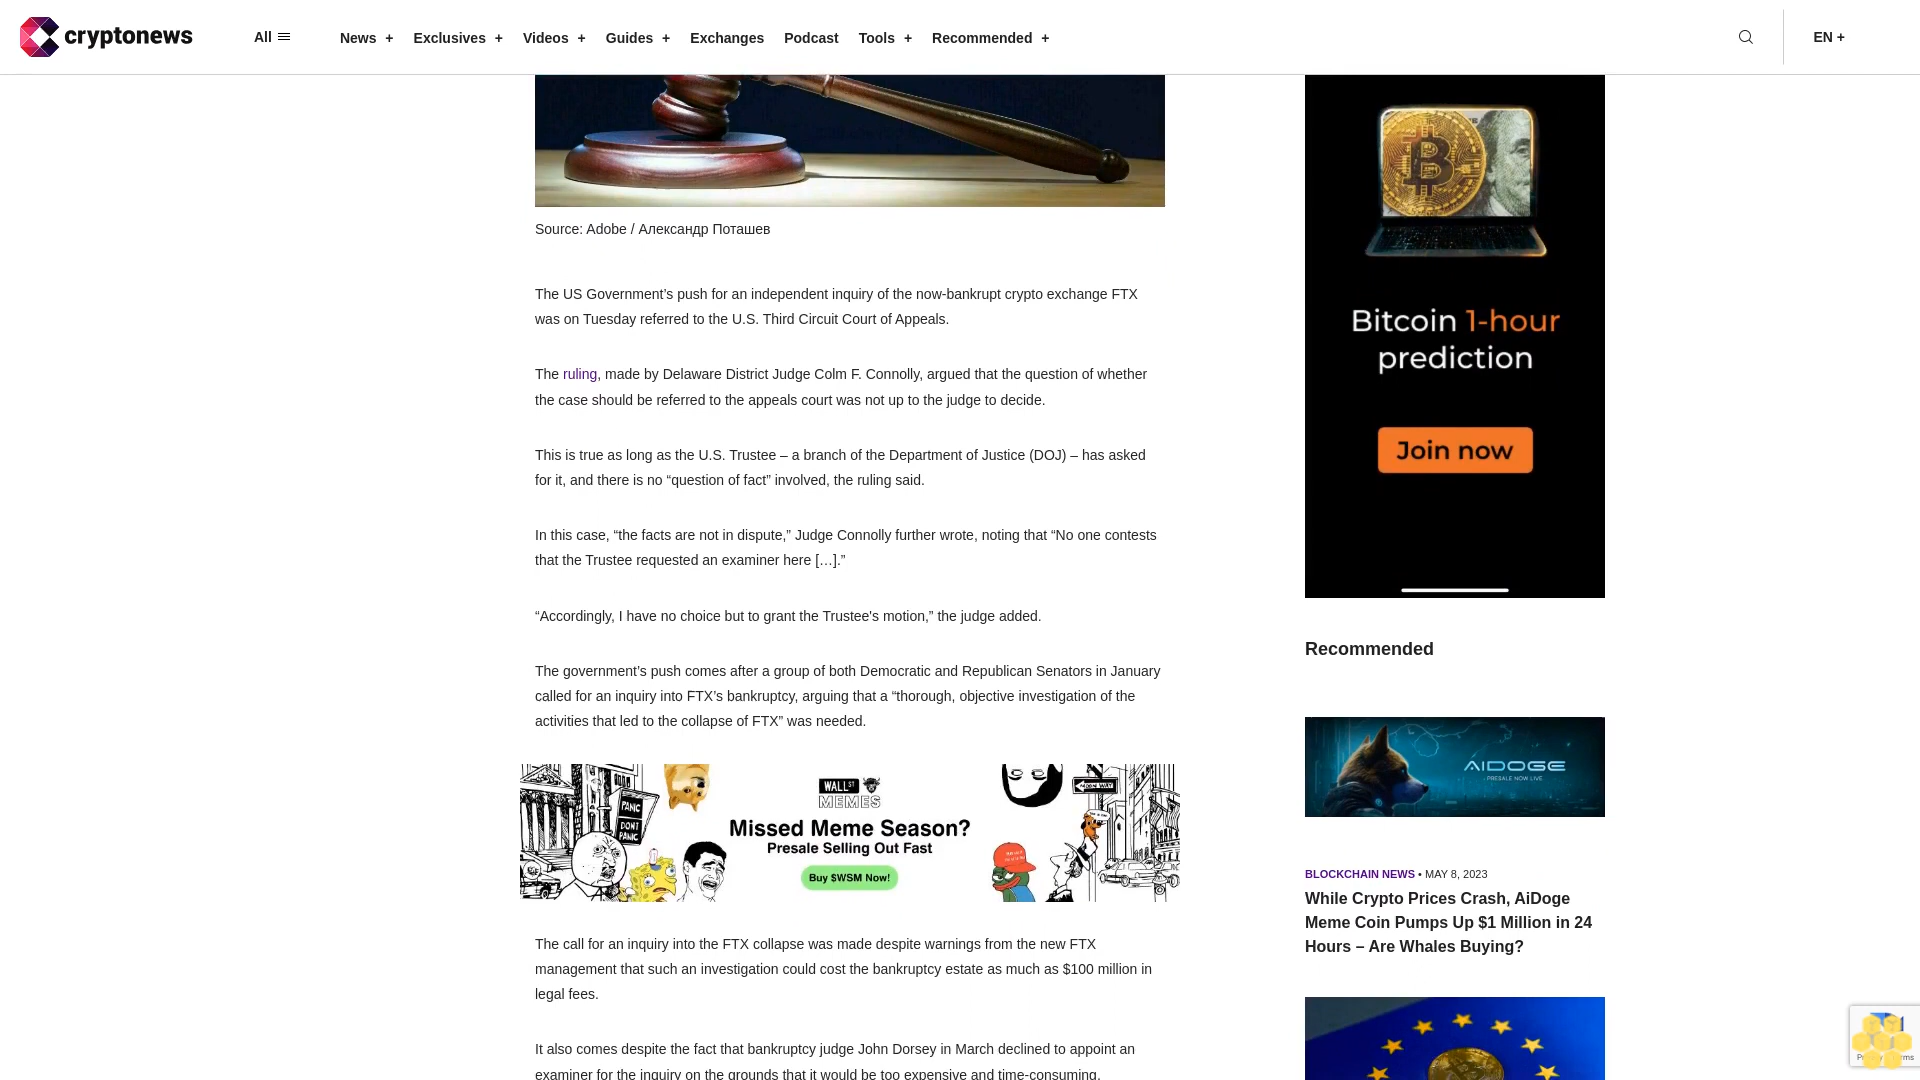 cryptonews
All
News +
Exclusives +
Videos +
Guides +
Exchanges
Podcast
Tools +
Recommended +
EN +
Source: Adobe / Александр Поташев
The US Government’s push for an independent inquiry of the now-bankrupt crypto exchange FTX
was on Tuesday referred to the U.S. Third Circuit Court of Appeals.
The ruling, made by Delaware District Judge Colm F. Connolly, argued that the question of whether
the case should be referred to the appeals court was not up to the judge to decide.
This is true as long as the U.S. Trustee – a branch of the Department of Justice (DOJ) – has asked
for it, and there is no “question of fact” involved, the ruling said.
In this case, “the facts are not in dispute,” Judge Connolly further wrote, noting that “No one contests
that the Trustee requested an examiner here […].”
“Accordingly, I have no choice but to grant the Trustee’s motion,” the judge added.
The government’s push comes after a group of both Democratic and Republican Senators in January
called for an inquiry into FTX’s bankruptcy, arguing that a “thorough, objective investigation of the
activities that led to the collapse of FTX” was needed.
PANIC
DONT
PANIC
WALL ST
MEMES
Missed Meme Season?
Presale Selling Out Fast
Buy $WSM Now!
MOON WAY
The call for an inquiry into the FTX collapse was made despite warnings from the new FTX
management that such an investigation could cost the bankruptcy estate as much as $100 million in
legal fees.
It also comes despite the fact that bankruptcy judge John Dorsey in March declined to appoint an
examiner for the inquiry on the grounds that it would be too expensive and time-consuming.
Bitcoin 1-hour
prediction
Join now
Recommended
AIDOGE
PRESALE NOW LIVE
BLOCKCHAIN NEWS • MAY 8, 2023
While Crypto Prices Crash, AiDoge
Meme Coin Pumps Up $1 Million in 24
Hours – Are Whales Buying?